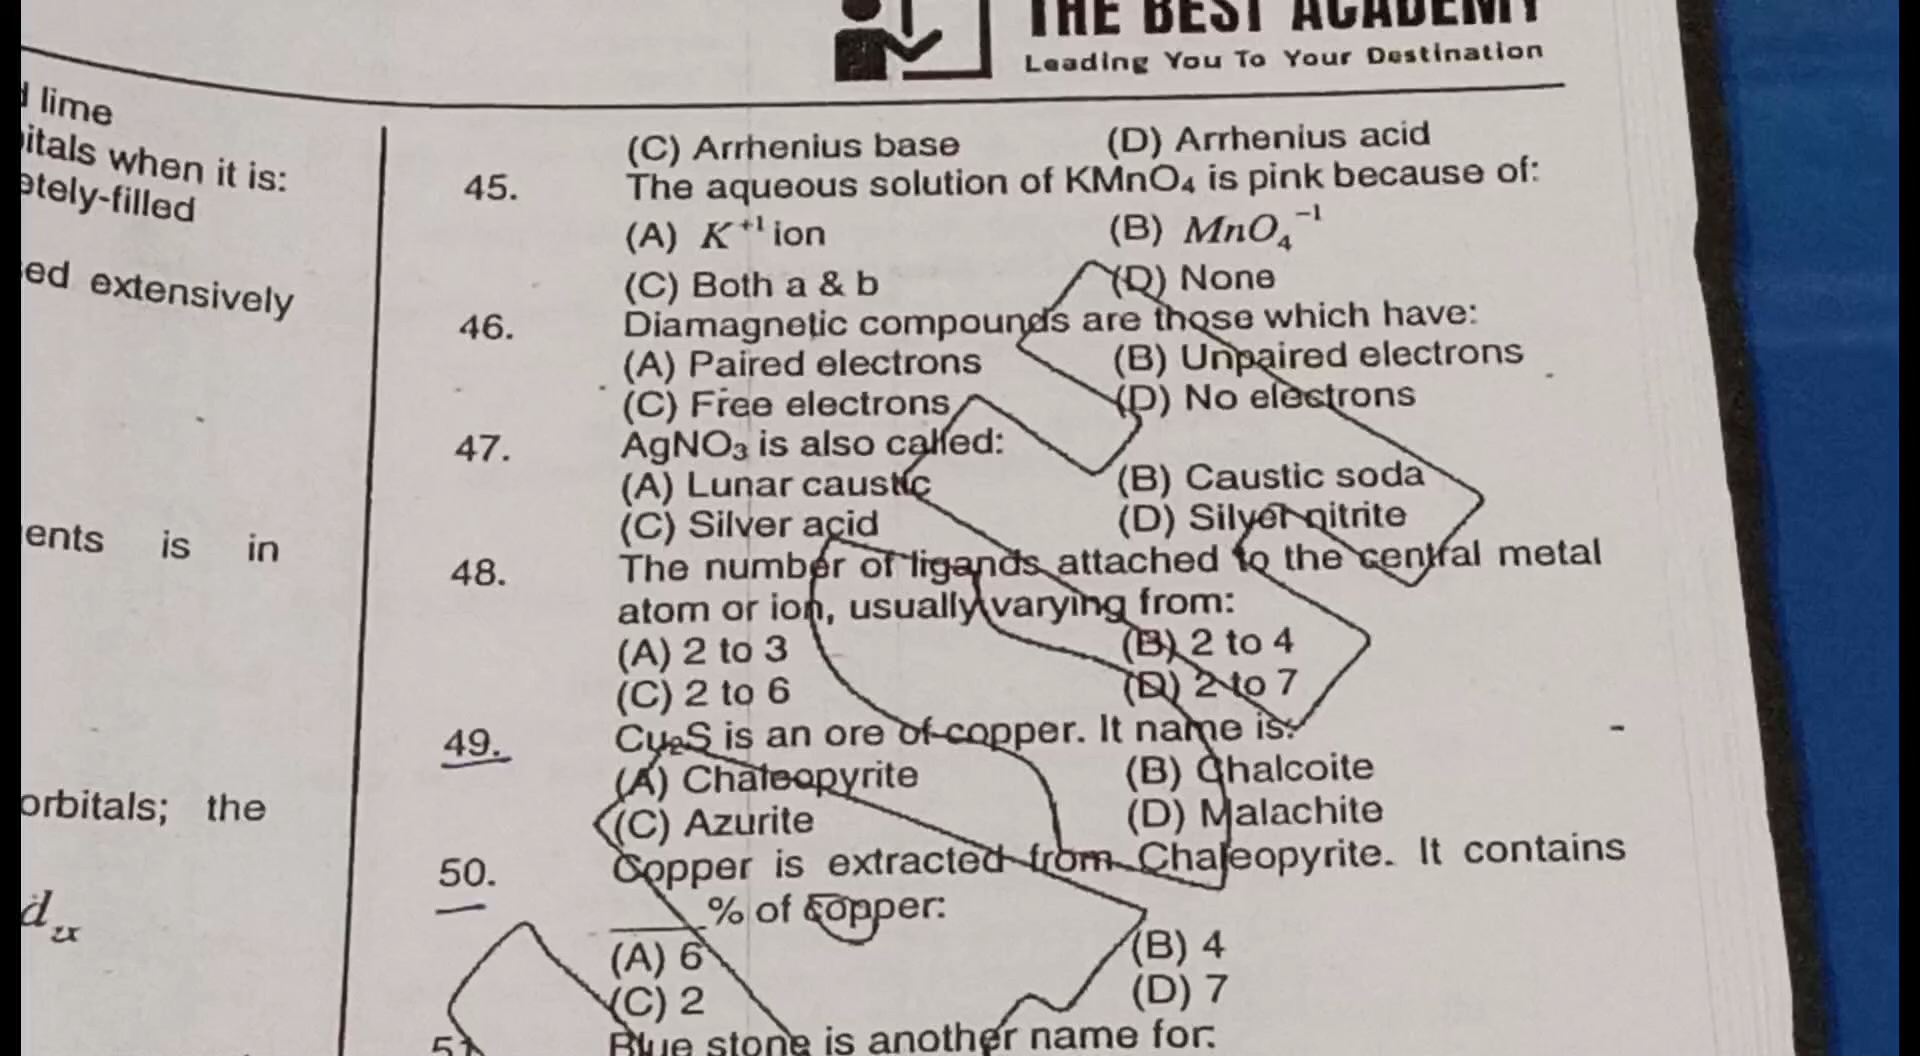 THE BEST ACADEMY
Leading You To Your Destination
lime
when it is:
etely-filled
ed extensively
ents is in
orbitals; the
(C) Arrhenius base (D) Arrhenius acid
45. The aqueous solution of KMnO₄ is pink because of:
(A) K⁺¹ ion (B) MnO₄⁻¹
(C) Both a & b (D) None
46. Diamagnetic compounds are those which have:
(A) Paired electrons (B) Unpaired electrons
(C) Free electrons (D) No electrons
47. AgNO₃ is also called:
(A) Lunar caustic (B) Caustic soda
(C) Silver acid (D) Silver nitrite
48. The number of ligands attached to the central metal
atom or ion, usually varying from:
(A) 2 to 3 (B) 2 to 4
(C) 2 to 6 (D) 2 to 7
49. Cu₂S is an ore of copper. It name is:
(A) Chaleopyrite (B) Chalcoite
(C) Azurite (D) Malachite
50. Copper is extracted from Chaleopyrite. It contains
______% of copper:
(A) 6 (B) 4
(C) 2 (D) 7
51 Blue stone is another name for: